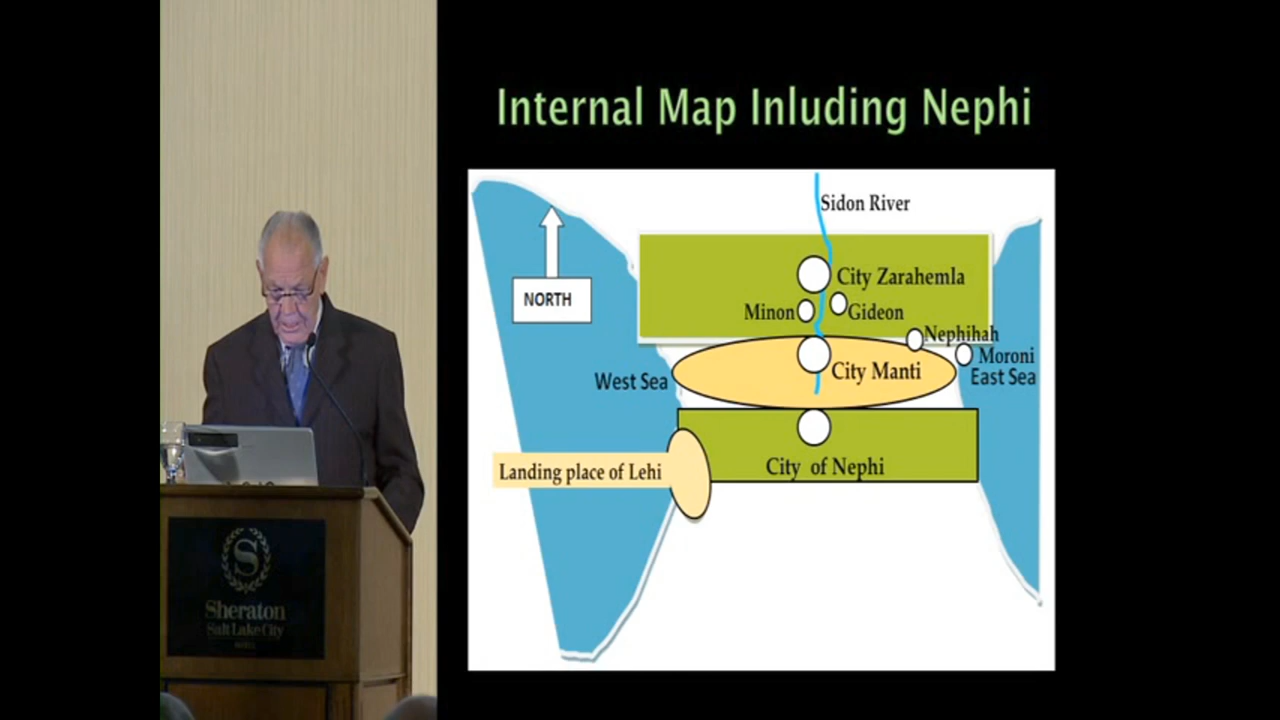 Internal Map Inluding Nephi
Sidon River
NORTH
City Zarahemla
Minon
Gideon
Nephihah
Moroni
East Sea
City Manti
West Sea
City of Nephi
Landing place of Lehi
S
Sheraton
Salt Lake City
HOTEL